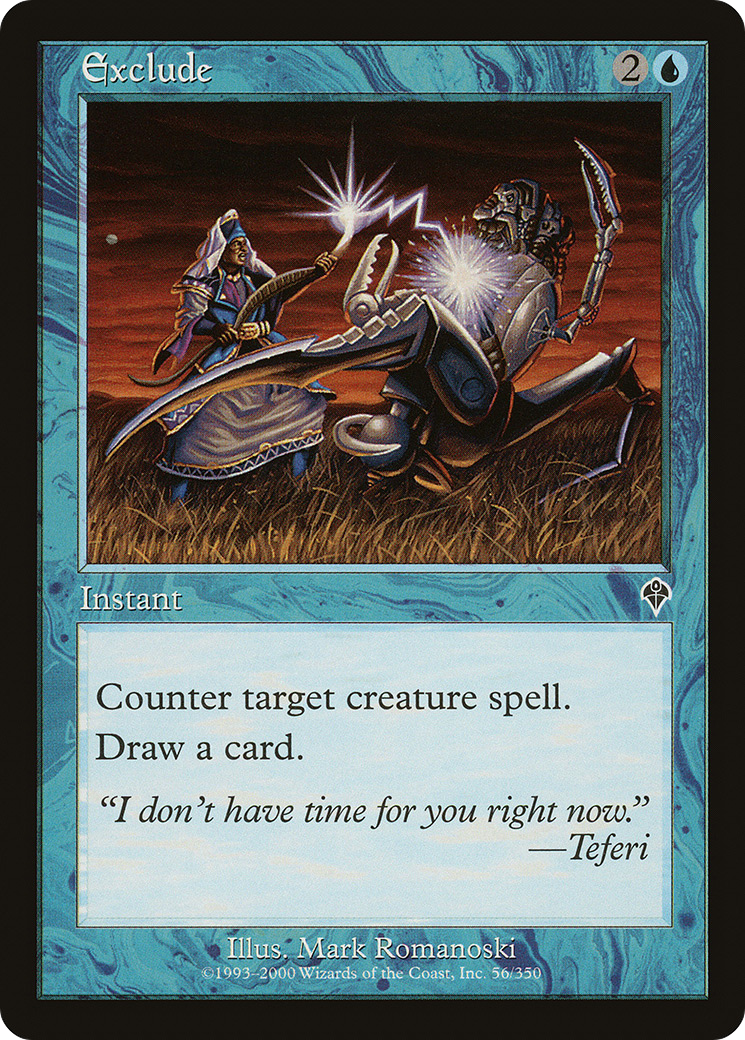 Exclude 2
Instant
Counter target creature spell.
Draw a card.
“I don’t have time for you right now.”
—Teferi
Illus. Mark Romanoski
©1993–2000 Wizards of the Coast, Inc. 56/350